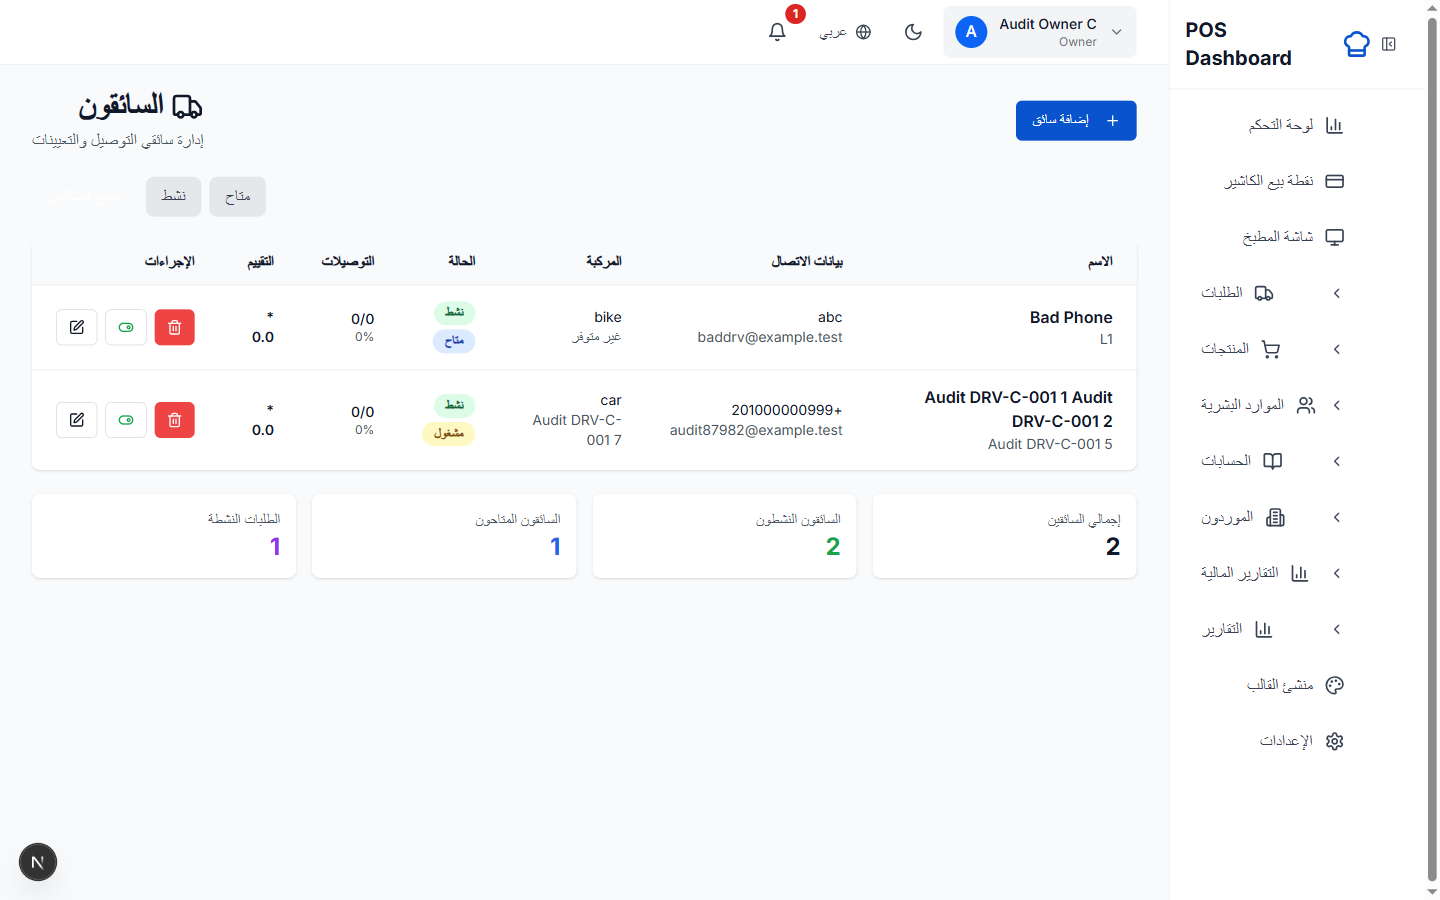 POS
Dashboard
لوحة التحكم
نقطة بيع الكاشير
شاشة المطبخ
الطلبات
المنتجات
الموارد البشرية
الحسابات
الموردون
التقارير المالية
التقارير
منشئ القالب
الإعدادات
A
Audit Owner C
Owner
عربي
1
السائقون
إدارة سائقي التوصيل والتعيينات
إضافة سائق
متاح
نشط
جميع السائقين
الاسم بيانات الاتصال المركبة الحالة التوصيلات التقييم الإجراءات
Bad Phone
L1
abc
baddrv@example.test
bike
غير متوفر
نشط
متاح
0/0
0%
*
0.0
Audit DRV-C-001 1 Audit
DRV-C-001 2
Audit DRV-C-001 5
201000000999+
audit87982@example.test
car
Audit DRV-C-
001 7
نشط
مشغول
0/0
0%
*
0.0
إجمالي السائقين
2
السائقون النشطون
2
السائقون المتاحون
1
الطلبات النشطة
1
N